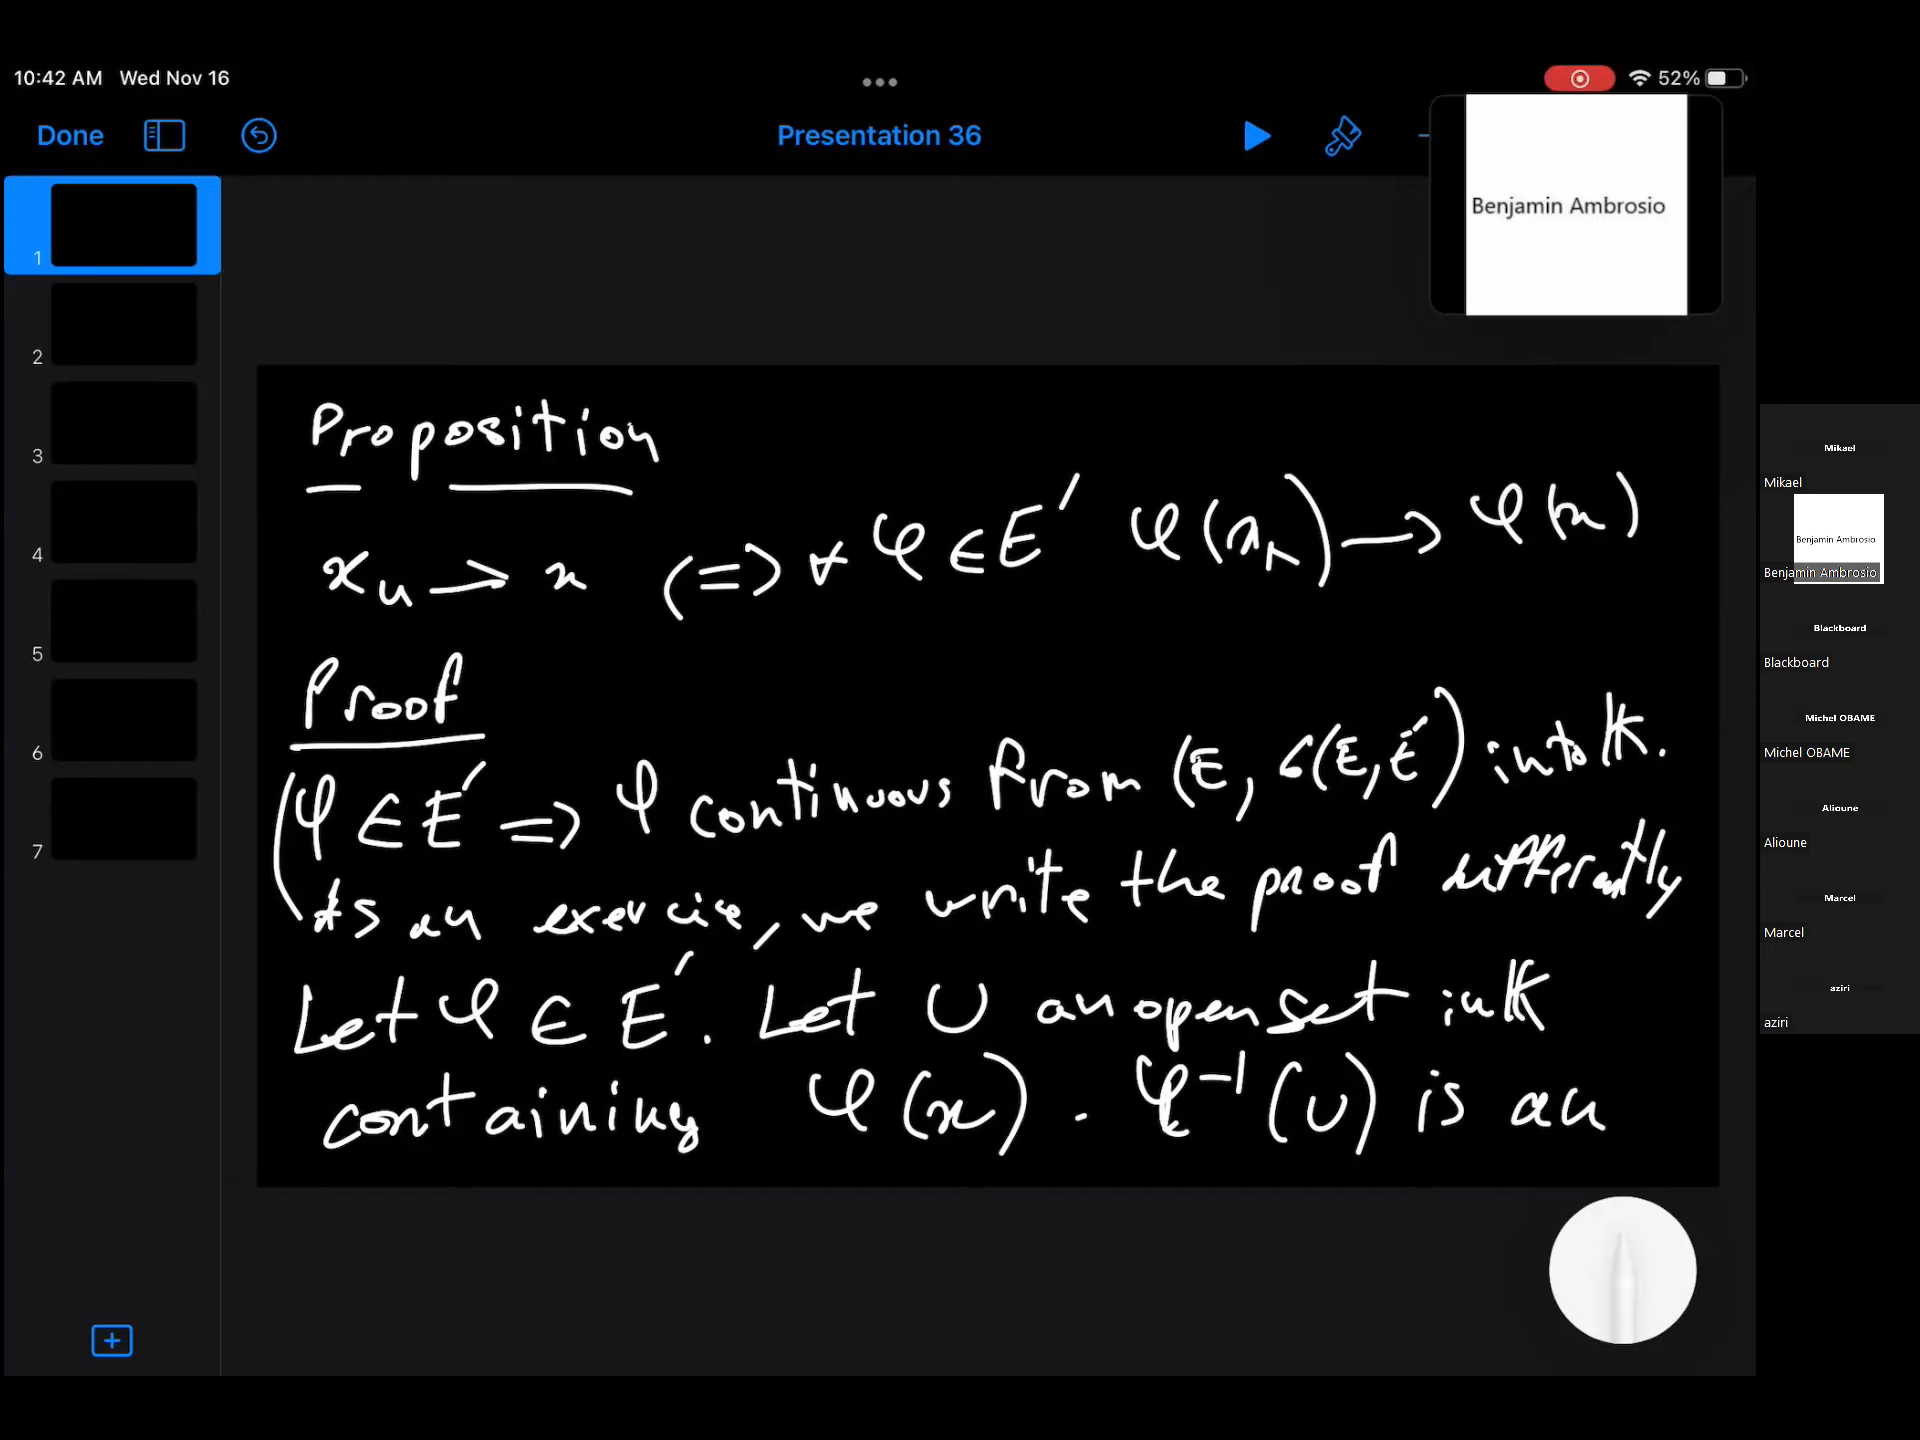 10:42 AM Wed Nov 16
52%
Done
Presentation 36
Benjamin Ambrosio
1
2
3
4
5
6
7
Proposition
xn → x (=) ∀ φ ∈ E' φ(xn) → φ(x)
Proof
(φ ∈ E' => φ continuous from (E, σ(E,E')) into 𝕂.
As an exercise, we write the proof differently
Let φ ∈ E'. Let U an open set in 𝕂
containing φ(x). φ⁻¹(U) is an
Mikael
Mikael
Benjamin Ambrosio
Benjamin Ambrosio
Blackboard
Blackboard
Michel OBAME
Michel OBAME
Alioune
Alioune
Marcel
Marcel
aziri
aziri